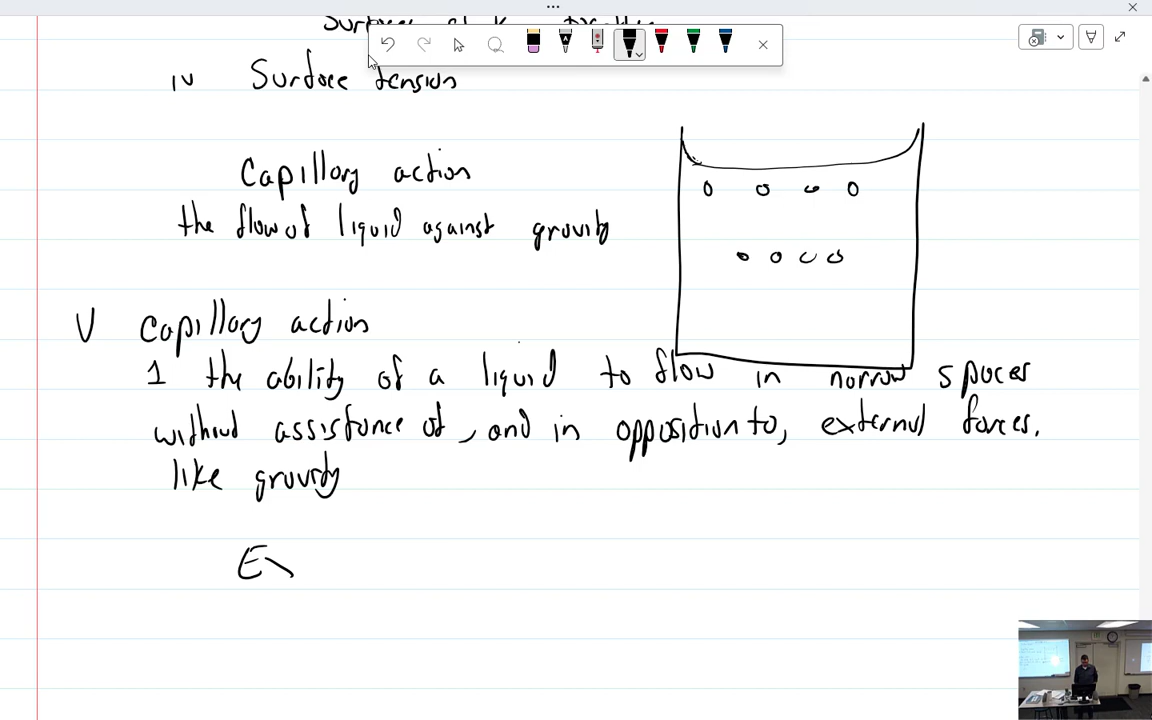 iv Surface tension
Capillary action
the flow of liquid against gravity
V Capillary action
1 the ability of a liquid to flow in narrow spaces
without assistance of, and in opposition to, external forces,
like gravity